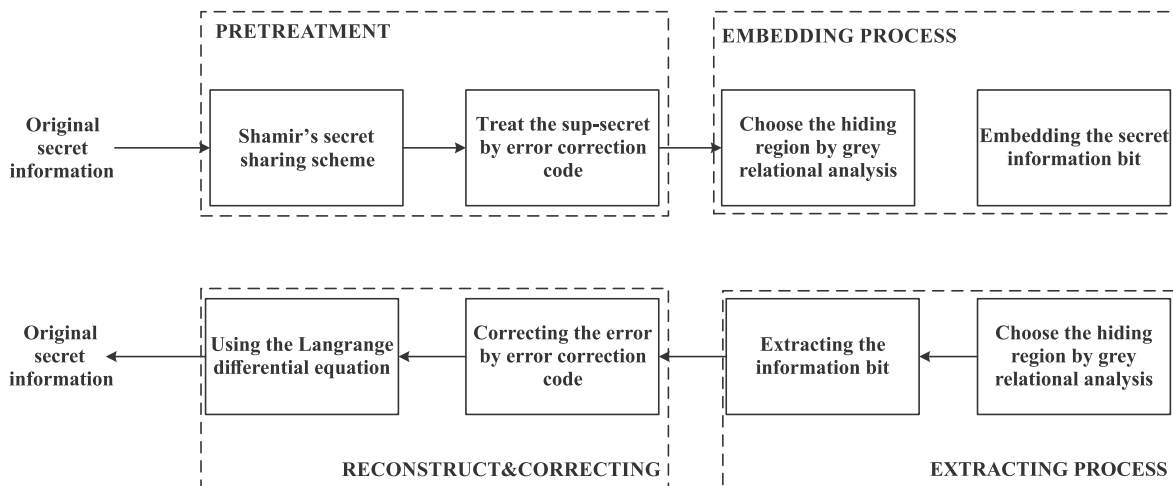 PRETREATMENT
EMBEDDING PROCESS
Original
secret
information
Shamir's secret
sharing scheme
Treat the sup-secret
by error correction
code
Choose the hiding
region by grey
relational analysis
Embedding the secret
information bit
Original
secret
information
Using the Langrange
differential equation
Correcting the error
by error correction
code
Extracting the
information bit
Choose the hiding
region by grey
relational analysis
RECONSTRUCT&CORRECTING
EXTRACTING PROCESS